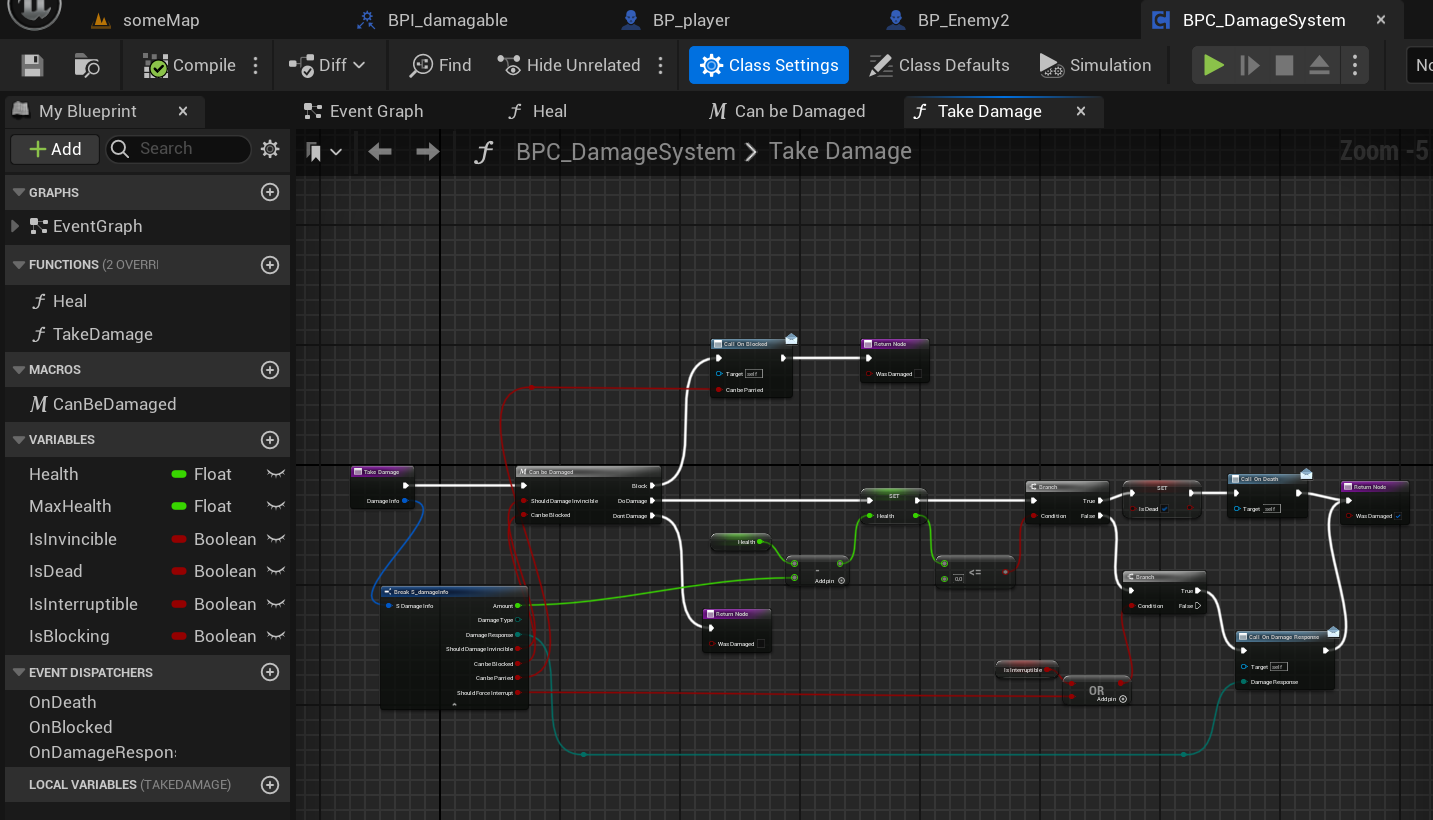 someMap
BPI_damagable
BP_player
BP_Enemy2
BPC_DamageSystem
Compile
Diff
Find
Hide Unrelated
Class Settings
Class Defaults
Simulation
No
My Blueprint
Event Graph
Heal
Can be Damaged
Take Damage
Add
Search
BPC_DamageSystem > Take Damage
Zoom -5
GRAPHS
EventGraph
FUNCTIONS (2 OVERRI
Heal
TakeDamage
MACROS
CanBeDamaged
VARIABLES
Health Float
MaxHealth Float
IsInvincible Boolean
IsDead Boolean
IsInterruptible Boolean
IsBlocking Boolean
EVENT DISPATCHERS
OnDeath
OnBlocked
OnDamageRespon
LOCAL VARIABLES (TAKEDAMAGE)
Call On Blocked
Target self
Can be Parried
Return Node
Was Damaged
Take Damage
Damage Info
Can be Damaged
Block
Should Damage Invincible
Do Damage
Can be Blocked
Dont Damage
SET
Health
Health
-
Add pin
0.0
<=
Branch
True
Condition
False
SET
Is Dead
Call On Death
Target self
Return Node
Was Damaged
Break S_damageInfo
S Damage Info
Amount
Damage Type
Damage Response
Should Damage Invincible
Can be Blocked
Can be Parried
Should Force Interrupt
Return Node
Was Damaged
Branch
True
Condition
False
Is Interruptible
OR
Add pin
Call On Damage Response
Target self
Damage Response